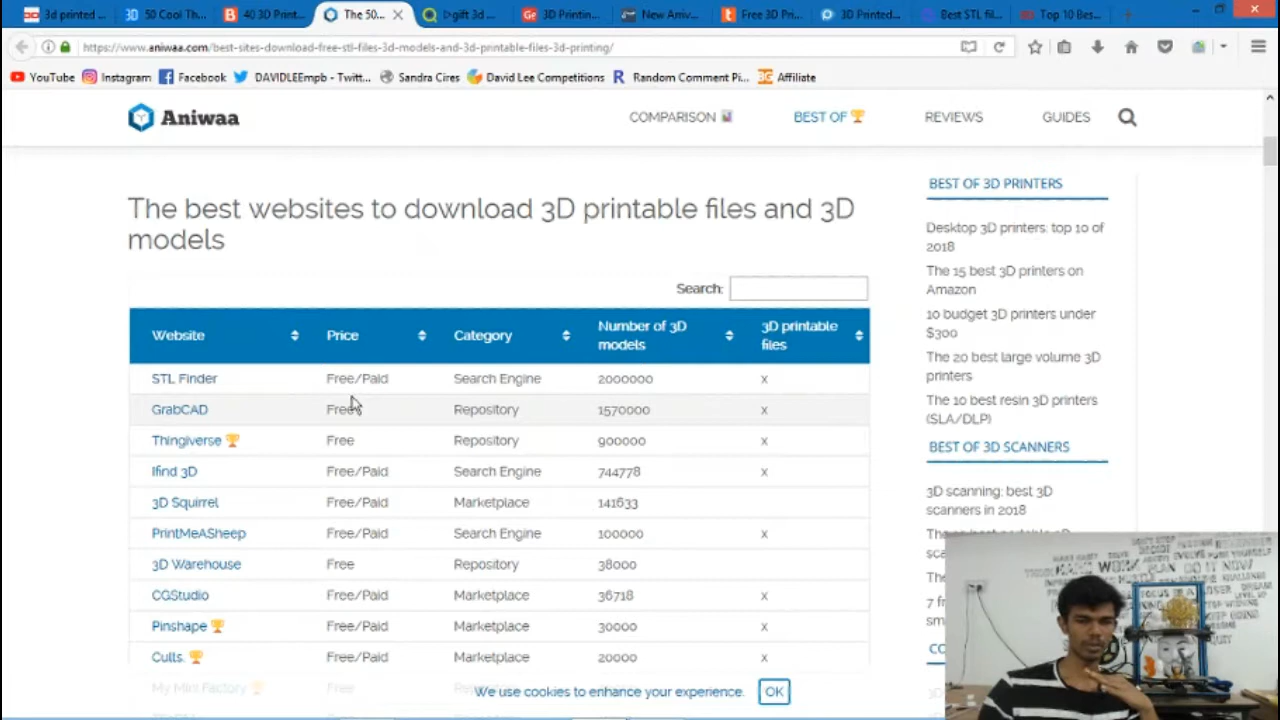 3d printed ...
50 Cool Th...
40 3D Print...
The 50...
gift 3d ...
3D Printin...
New Arriv...
Free 3D Pri...
3D Printed...
Best STL fil...
Top 10 Bes...
https://www.aniwaa.com/best-sites-download-free-stl-files-3d-models-and-3d-printable-files-3d-printing/
YouTube Instagram Facebook DAVIDLEEmpb - Twitt... Sandra Cires David Lee Competitions Random Comment Pi... Affiliate
Aniwaa
COMPARISON BEST OF REVIEWS GUIDES
The best websites to download 3D printable files and 3D
models
Search:
Website Price Category Number of 3D models 3D printable files
STL Finder Free/Paid Search Engine 2000000 x
GrabCAD Free Repository 1570000 x
Thingiverse Free Repository 900000 x
Ifind 3D Free/Paid Search Engine 744778 x
3D Squirrel Free/Paid Marketplace 141633
PrintMeASheep Free/Paid Search Engine 100000 x
3D Warehouse Free Repository 38000
CGStudio Free/Paid Marketplace 36718 x
Pinshape Free/Paid Marketplace 30000 x
Cults. Free/Paid Marketplace 20000 x
My Mini Factory Free
We use cookies to enhance your experience. OK
BEST OF 3D PRINTERS
Desktop 3D printers: top 10 of
2018
The 15 best 3D printers on
Amazon
10 budget 3D printers under
$300
The 20 best large volume 3D
printers
The 10 best resin 3D printers
(SLA/DLP)
BEST OF 3D SCANNERS
3D scanning: best 3D
scanners in 2018
WORK PLAN DO IT NOW